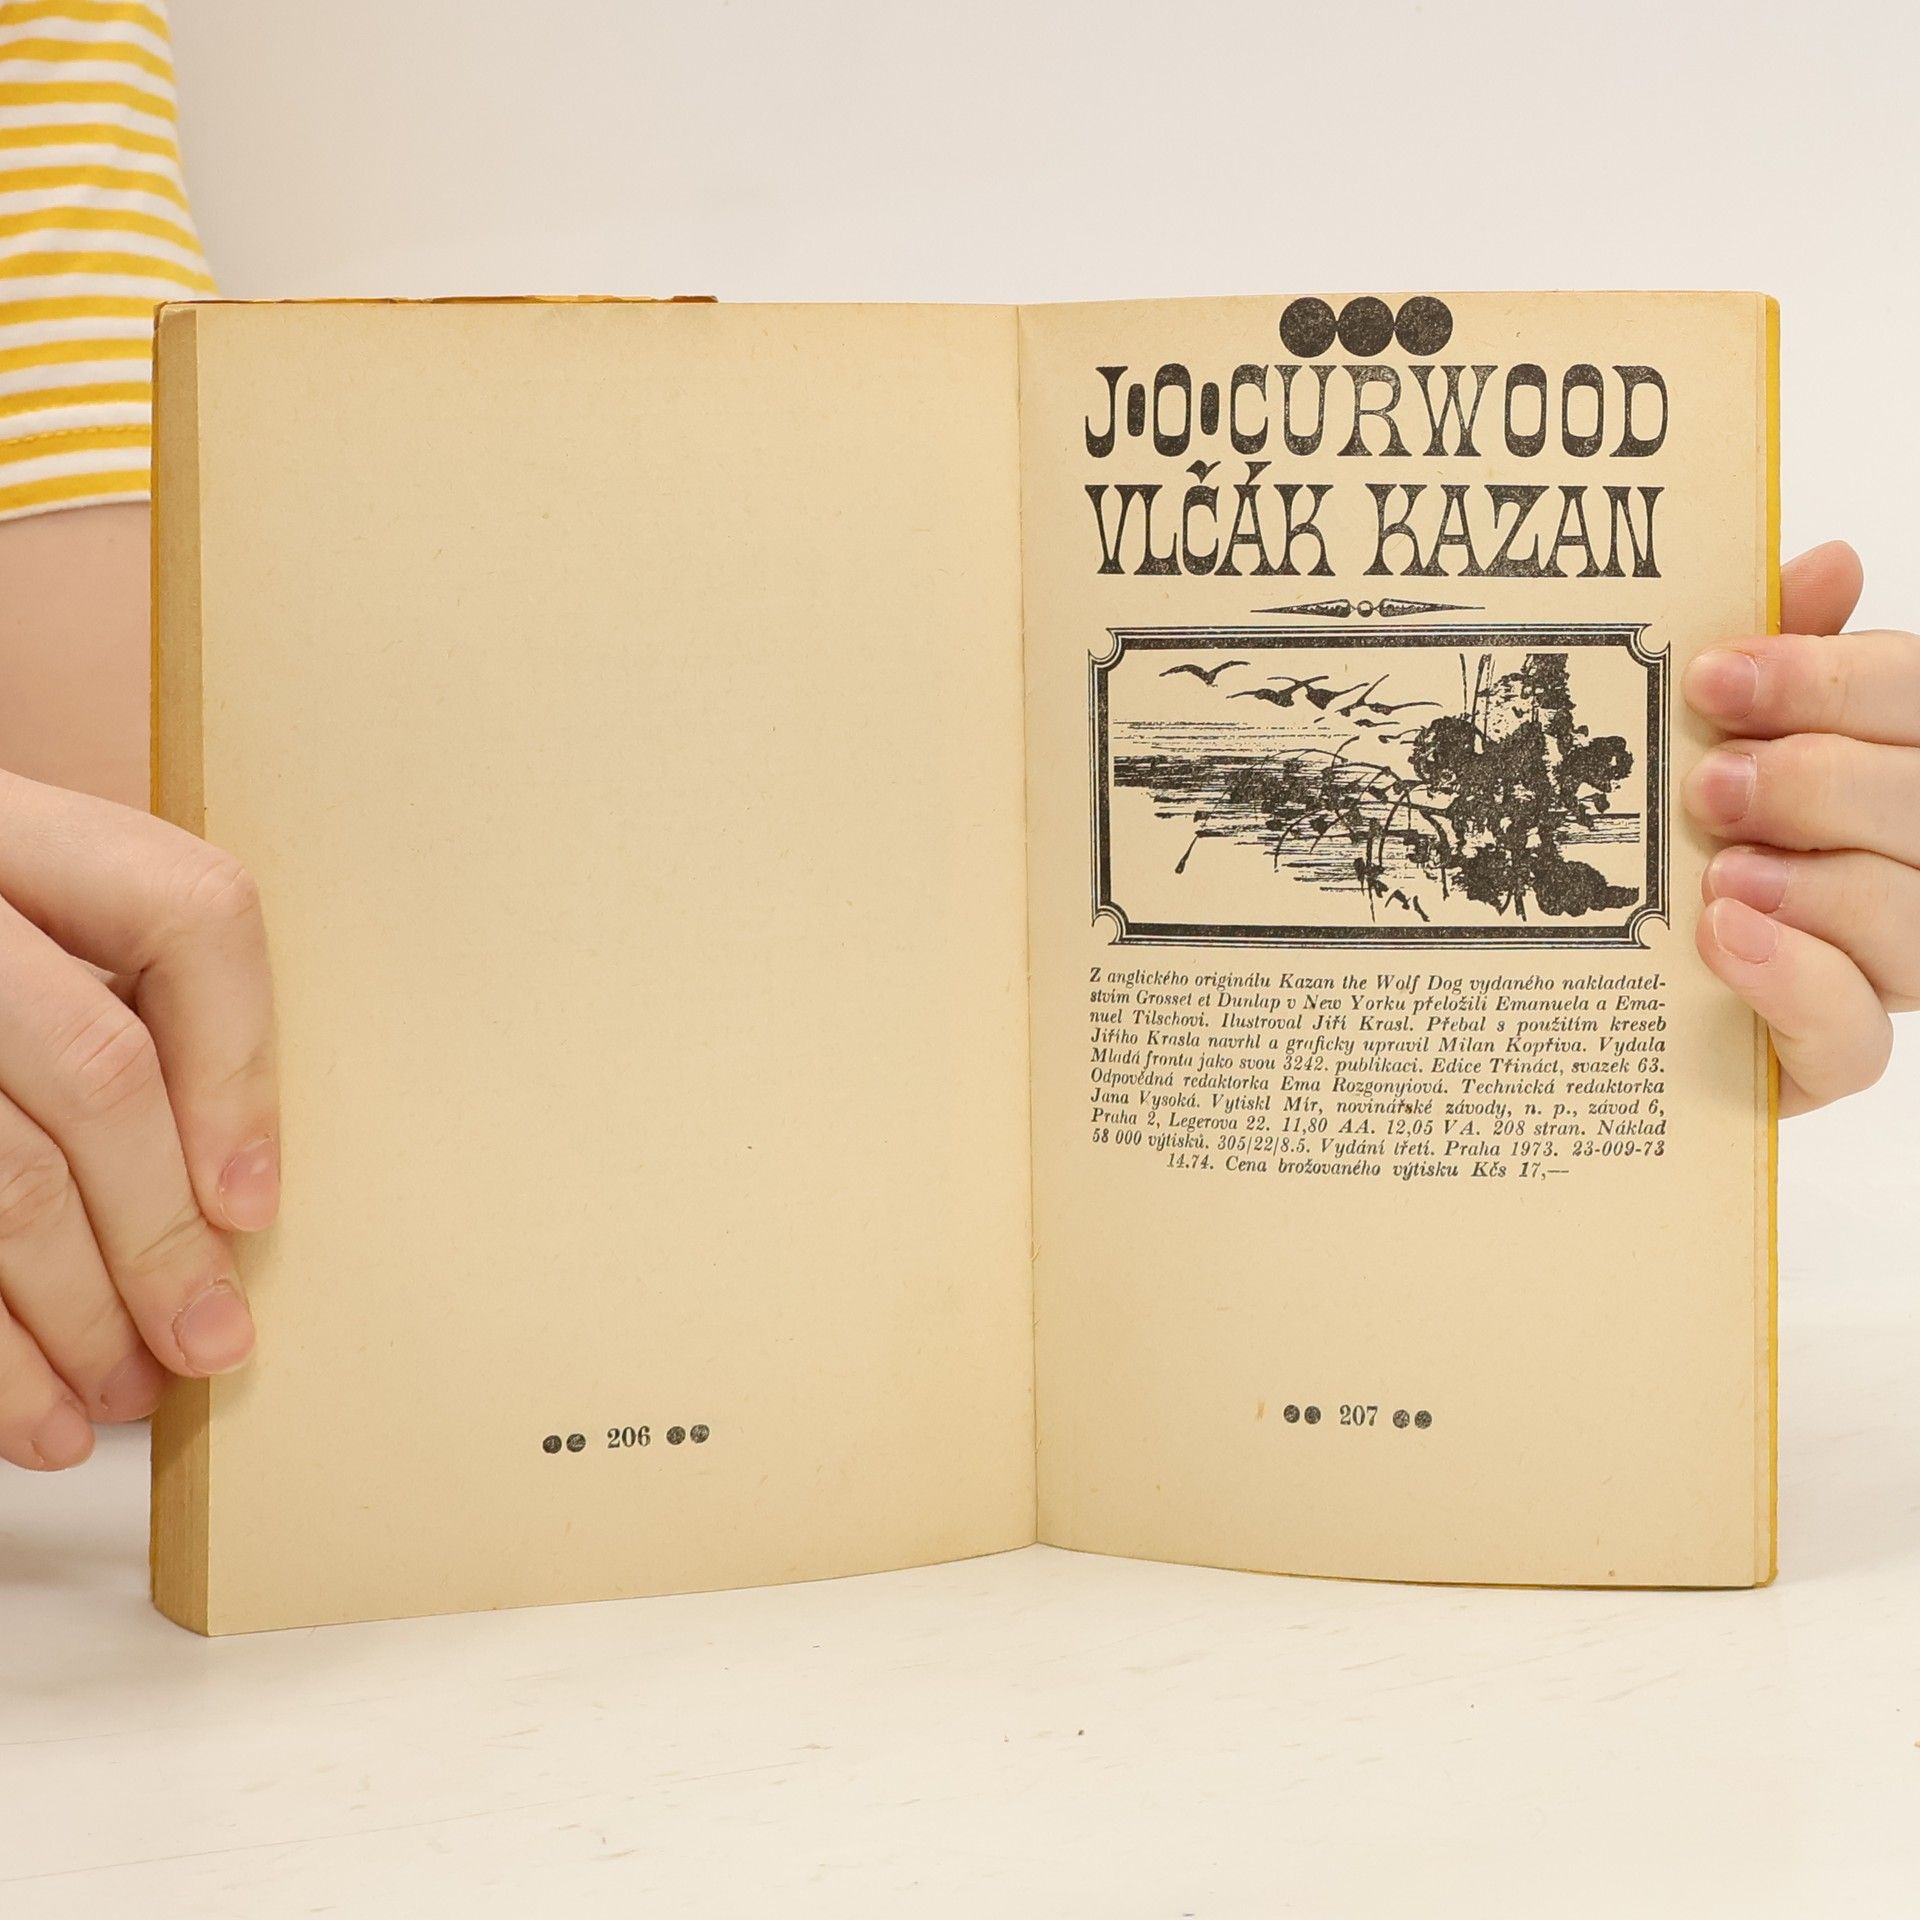 206
J·O·CURWOOD
VLČÁK KAZAN
Z anglického originálu Kazan the Wolf Dog vydaného nakladatel-
stvím Grosset et Dunlap v New Yorku přeložili Emanuela a Ema-
nuel Tilschovi. Ilustroval Jiří Krasl. Přebal s použitím kreseb
Jiřího Krasla navrhl a graficky upravil Milan Kopřiva. Vydala
Mladá fronta jako svou 3242. publikaci. Edice Třináct, svazek 63.
Odpovědná redaktorka Ema Rozgonyiová. Technická redaktorka
Jana Vysoká. Vytiskl Mír, novinářské závody, n. p., závod 6,
Praha 2, Legerova 22. 11,80 AA. 12,05 VA. 208 stran. Náklad
58 000 výtisků. 305/22/8.5. Vydání třetí. Praha 1973. 23-009-73
14.74. Cena brožovaného výtisku Kčs 17,—
207